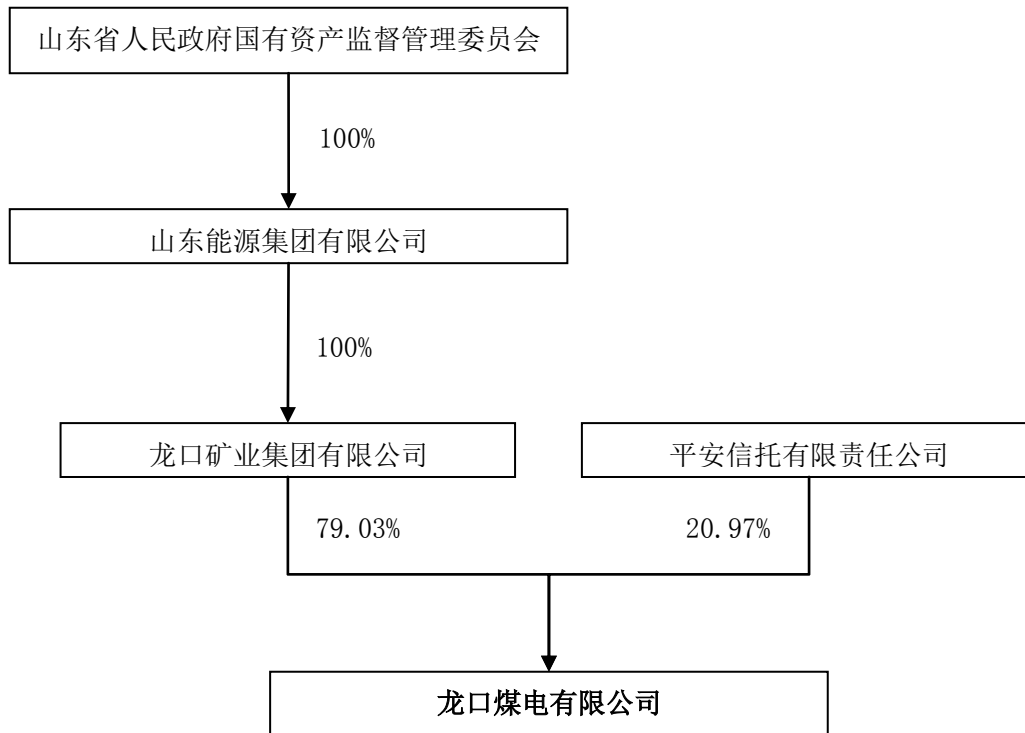 山东省人民政府国有资产监督管理委员会
100%
山东能源集团有限公司
100%
龙口矿业集团有限公司
平安信托有限责任公司
79.03%
20.97%
龙口煤电有限公司